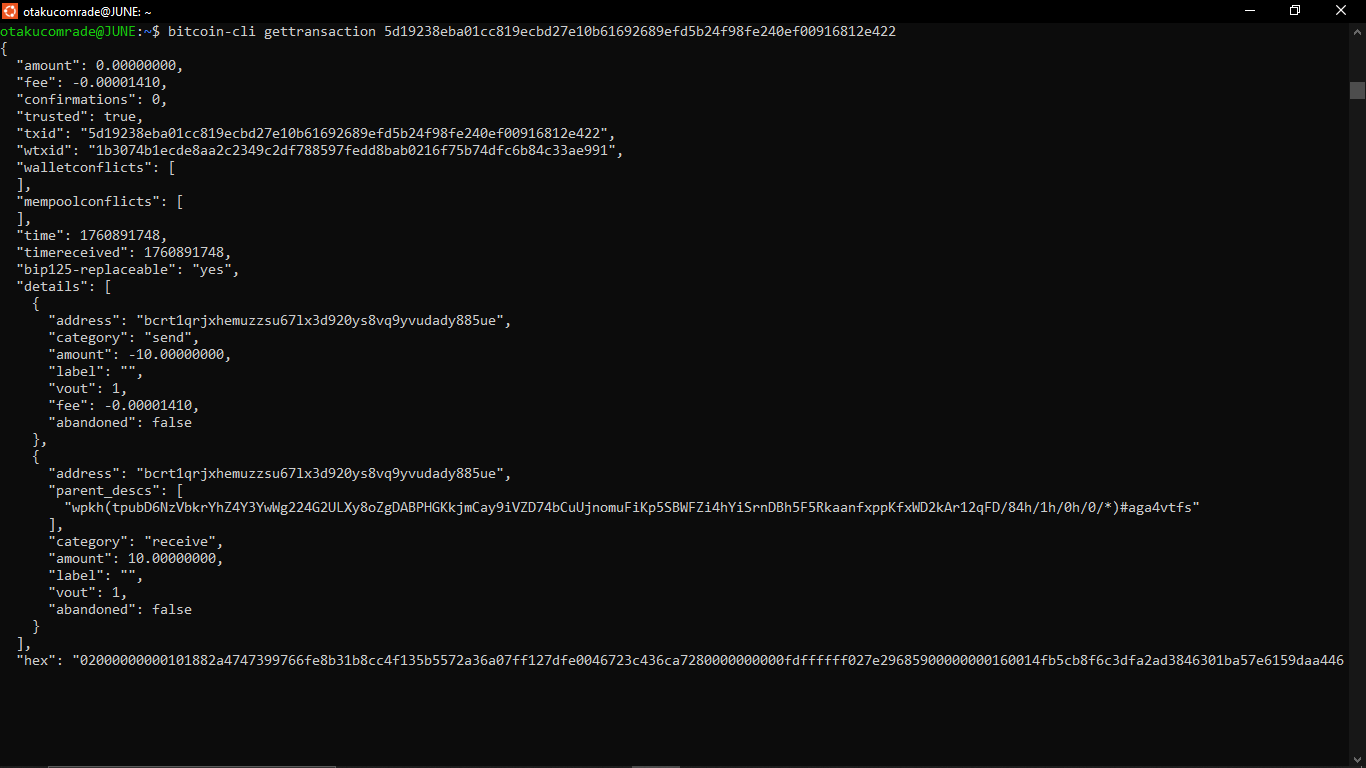 otakucomrade@JUNE: ~
otakucomrade@JUNE:~$ bitcoin-cli gettransaction 5d19238eba01cc819ecbd27e10b61692689efd5b24f98fe240ef00916812e422
{
  "amount": 0.00000000,
  "fee": -0.00001410,
  "confirmations": 0,
  "trusted": true,
  "txid": "5d19238eba01cc819ecbd27e10b61692689efd5b24f98fe240ef00916812e422",
  "wtxid": "1b3074b1ecde8aa2c2349c2df788597fedd8bab0216f75b74dfc6b84c33ae991",
  "walletconflicts": [
  ],
  "mempoolconflicts": [
  ],
  "time": 1760891748,
  "timereceived": 1760891748,
  "bip125-replaceable": "yes",
  "details": [
    {
      "address": "bcrt1qrjxhemuzzsu67lx3d920ys8vq9yvudady885ue",
      "category": "send",
      "amount": -10.00000000,
      "label": "",
      "vout": 1,
      "fee": -0.00001410,
      "abandoned": false
    },
    {
      "address": "bcrt1qrjxhemuzzsu67lx3d920ys8vq9yvudady885ue",
      "parent_descs": [
        "wpkh(tpubD6NzVbkrYhZ4Y3YwWg224G2ULXy8oZgDABPHGKkjmCay9iVZD74bCuUjnomuFiKp5SBWFZi4hYiSrnDBh5F5RkaanfxppKfxWD2kAr12qFD/84h/1h/0h/0/*)#aga4vtfs"
      ],
      "category": "receive",
      "amount": 10.00000000,
      "label": "",
      "vout": 1,
      "abandoned": false
    }
  ],
  "hex": "02000000000101882a4747399766fe8b31b8cc4f135b5572a36a07ff127dfe0046723c436ca7280000000000fdffffff027e29685900000000160014fb5cb8f6c3dfa2ad3846301ba57e6159daa446